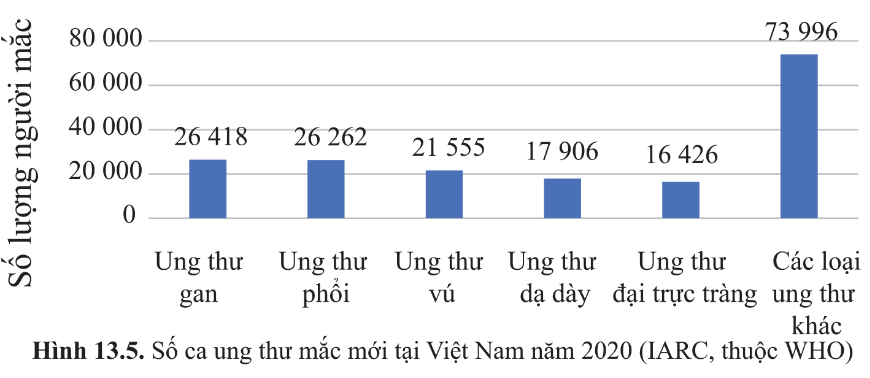 Số lượng người mắc
80 000
60 000
40 000
20 000
0
26 418
26 262
21 555
17 906
16 426
73 996
Ung thư
gan
Ung thư
phổi
Ung thư
vú
Ung thư
dạ dày
Ung thư
đại trực tràng
Các loại
ung thư
khác
Hình 13.5. Số ca ung thư mắc mới tại Việt Nam năm 2020 (IARC, thuộc WHO)